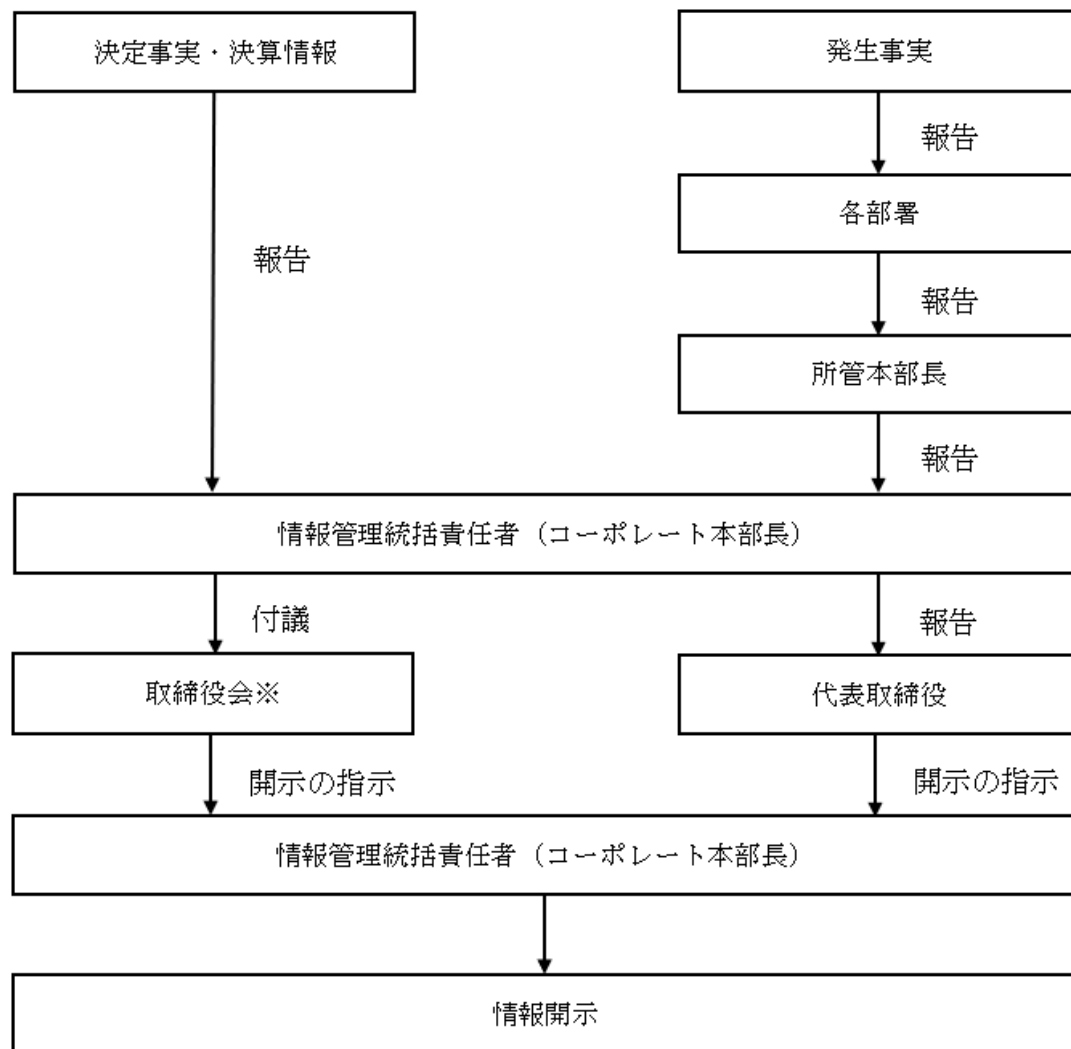 決定事実・決算情報
発生事実
報告
各部署
報告
報告
所管本部長
報告
情報管理統括責任者（コーポレート本部長）
付議
報告
取締役会※
代表取締役
開示の指示
開示の指示
情報管理統括責任者（コーポレート本部長）
情報開示